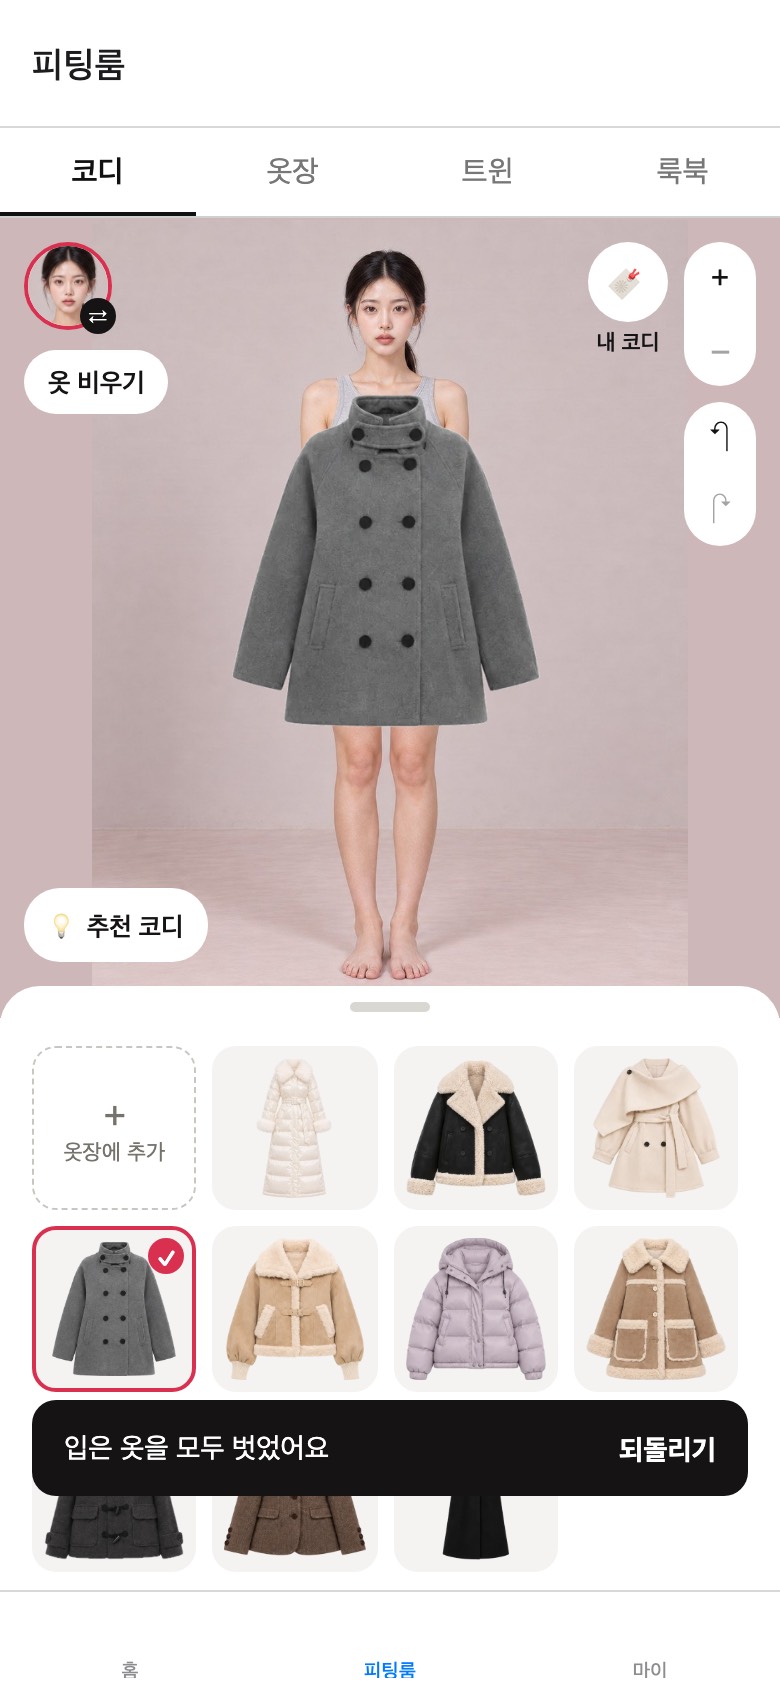 피팅룸
코디
옷장
트윈
룩북
내 코디
옷 비우기
추천 코디
옷장에 추가
입은 옷을 모두 벗었어요
되돌리기
홈
피팅룸
마이